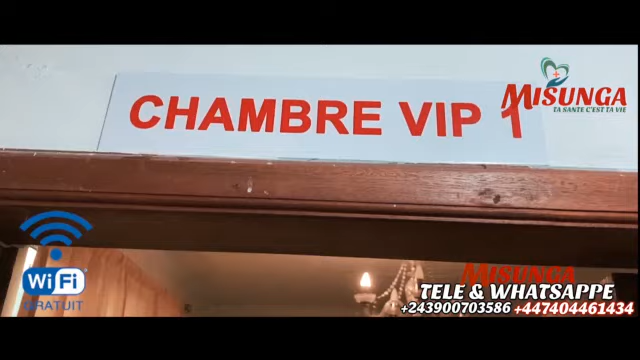 CHAMBRE VIP 1
MISUNGA
TA SANTE C'EST TA VIE
WiFi
GRATUIT
MISUNGA
TELE & WHATSAPPE
+243900703586 +447404461434